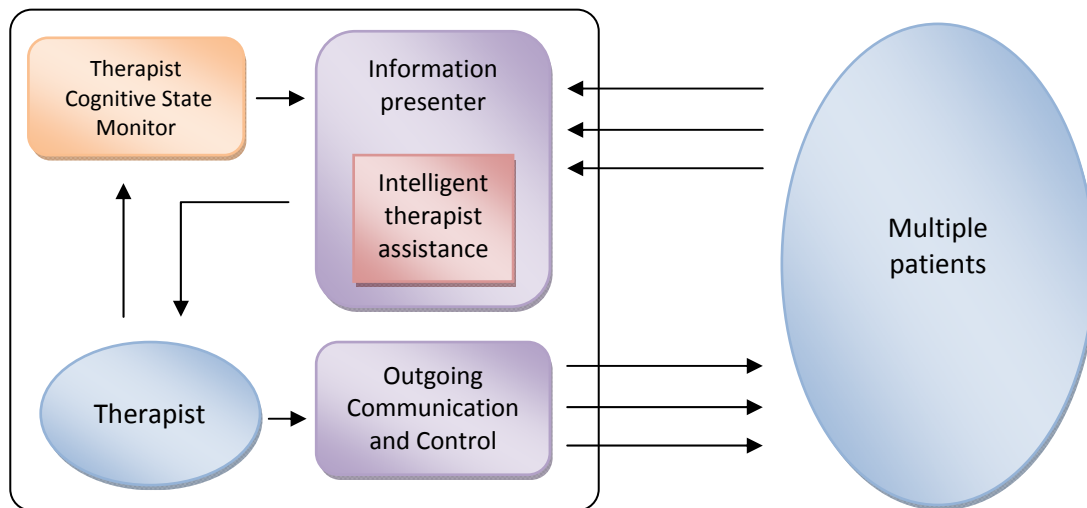 Therapist
Cognitive State
Monitor
Information
presenter
Intelligent
therapist
assistance
Multiple
patients
Therapist
Outgoing
Communication
and Control